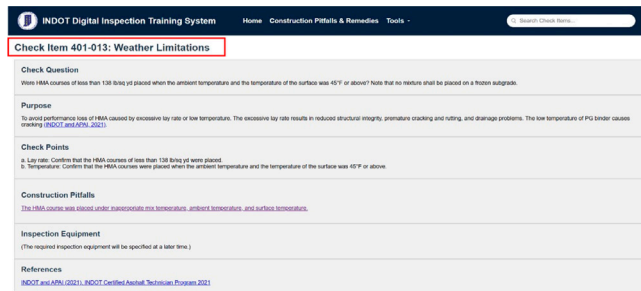 INDOT Digital Inspection Training System Home Construction Pitfalls & Remedies Tools - Search Check Items...
Check Item 401-013: Weather Limitations
Check Question
Were HMA courses of less than 138 lb/sq yd placed when the ambient temperature and the temperature of the surface was 45°F or above? Note that no mixture shall be placed on a frozen subgrade.
Purpose
To avoid performance loss of HMA caused by excessive lay rate or low temperature. The excessive lay rate results in reduced structural integrity, premature cracking and rutting, and drainage problems. The low temperature of PG binder causes
cracking (INDOT and APAI, 2021).
Check Points
a. Lay rate: Confirm that the HMA courses of less than 138 lb/sq yd were placed.
b. Temperature: Confirm that the HMA courses were placed when the ambient temperature and the temperature of the surface was 45°F or above.
Construction Pitfalls
The HMA course was placed under inappropriate mix temperature, ambient temperature, and surface temperature.
Inspection Equipment
(The required inspection equipment will be specified at a later time.)
References
INDOT and APAI (2021). INDOT Certified Asphalt Technician Program 2021